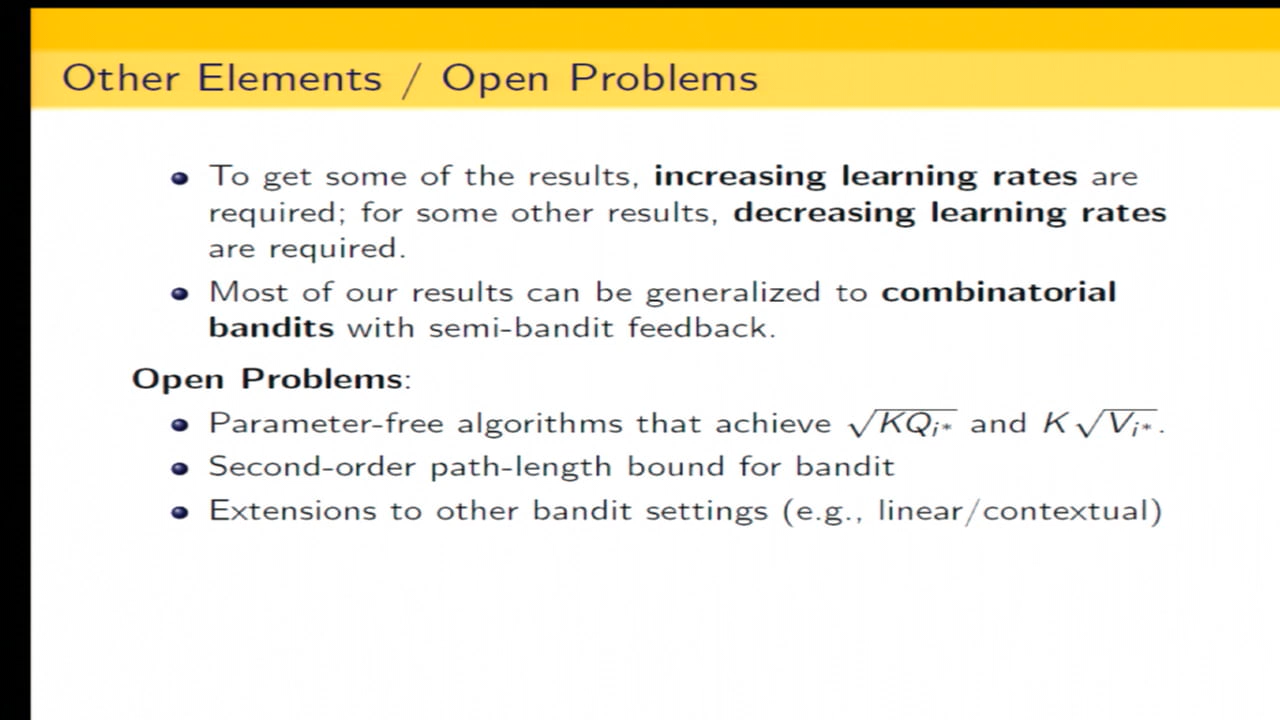 Other Elements / Open Problems
• To get some of the results, increasing learning rates are
required; for some other results, decreasing learning rates
are required.
• Most of our results can be generalized to combinatorial
bandits with semi-bandit feedback.
Open Problems:
• Parameter-free algorithms that achieve √KQᵢ* and K√Vᵢ*.
• Second-order path-length bound for bandit
• Extensions to other bandit settings (e.g., linear/contextual)